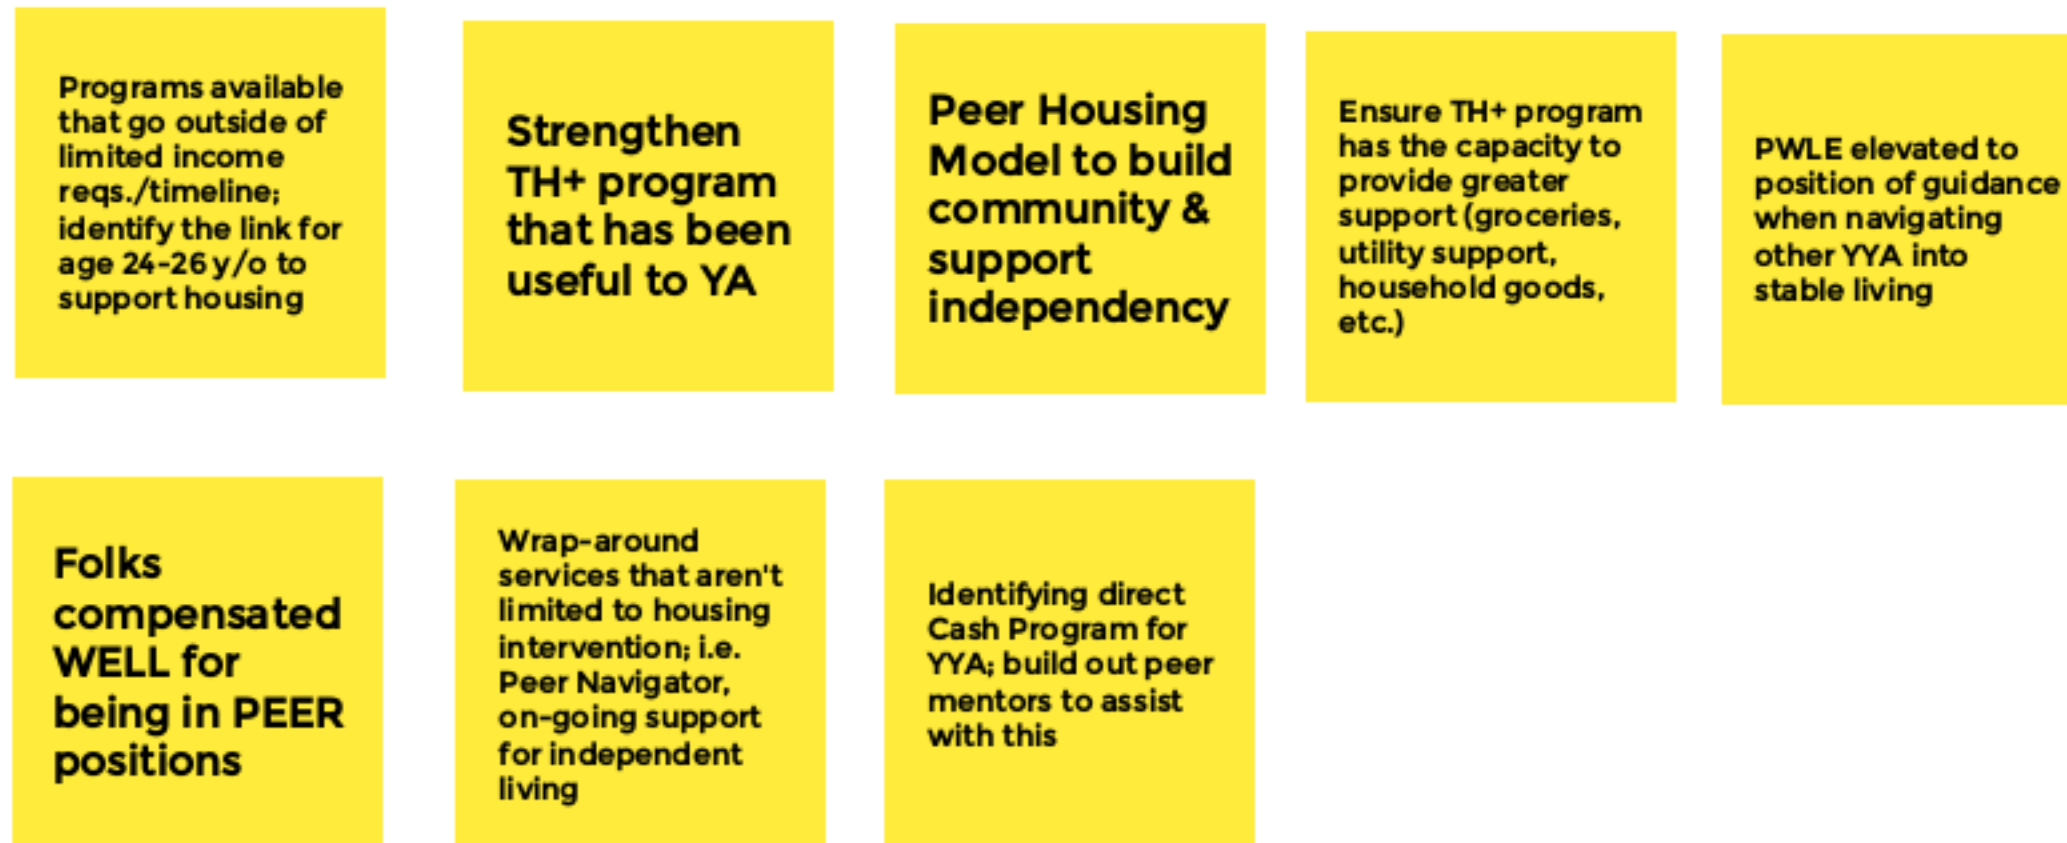 Programs available
that go outside of
limited income
reqs./timeline;
identify the link for
age 24-26 y/o to
support housing
Strengthen
TH+ program
that has been
useful to YA
Peer Housing
Model to build
community &
support
independency
Ensure TH+ program
has the capacity to
provide greater
support (groceries,
utility support,
household goods,
etc.)
PWLE elevated to
position of guidance
when navigating
other YYA into
stable living
Folks
compensated
WELL for
being in PEER
positions
Wrap-around
services that aren't
limited to housing
intervention; i.e.
Peer Navigator,
on-going support
for independent
living
Identifying direct
Cash Program for
YYA; build out peer
mentors to assist
with this